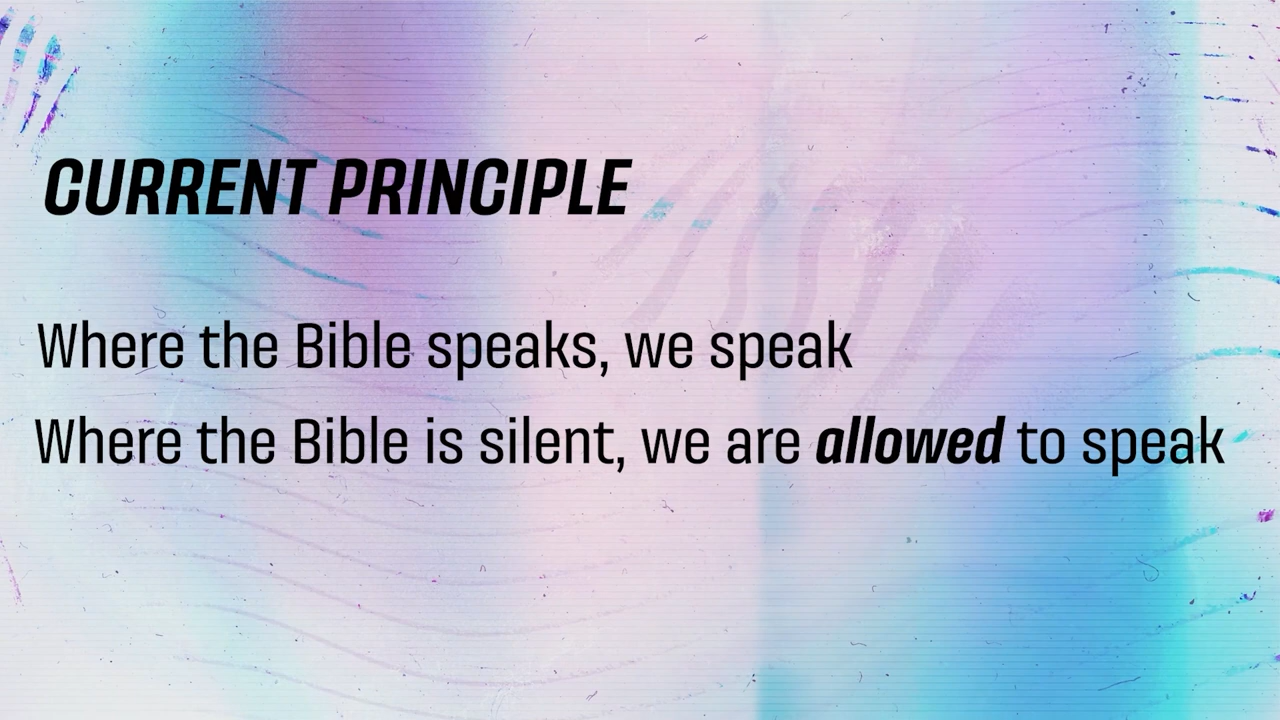 CURRENT PRINCIPLE
Where the Bible speaks, we speak
Where the Bible is silent, we are allowed to speak